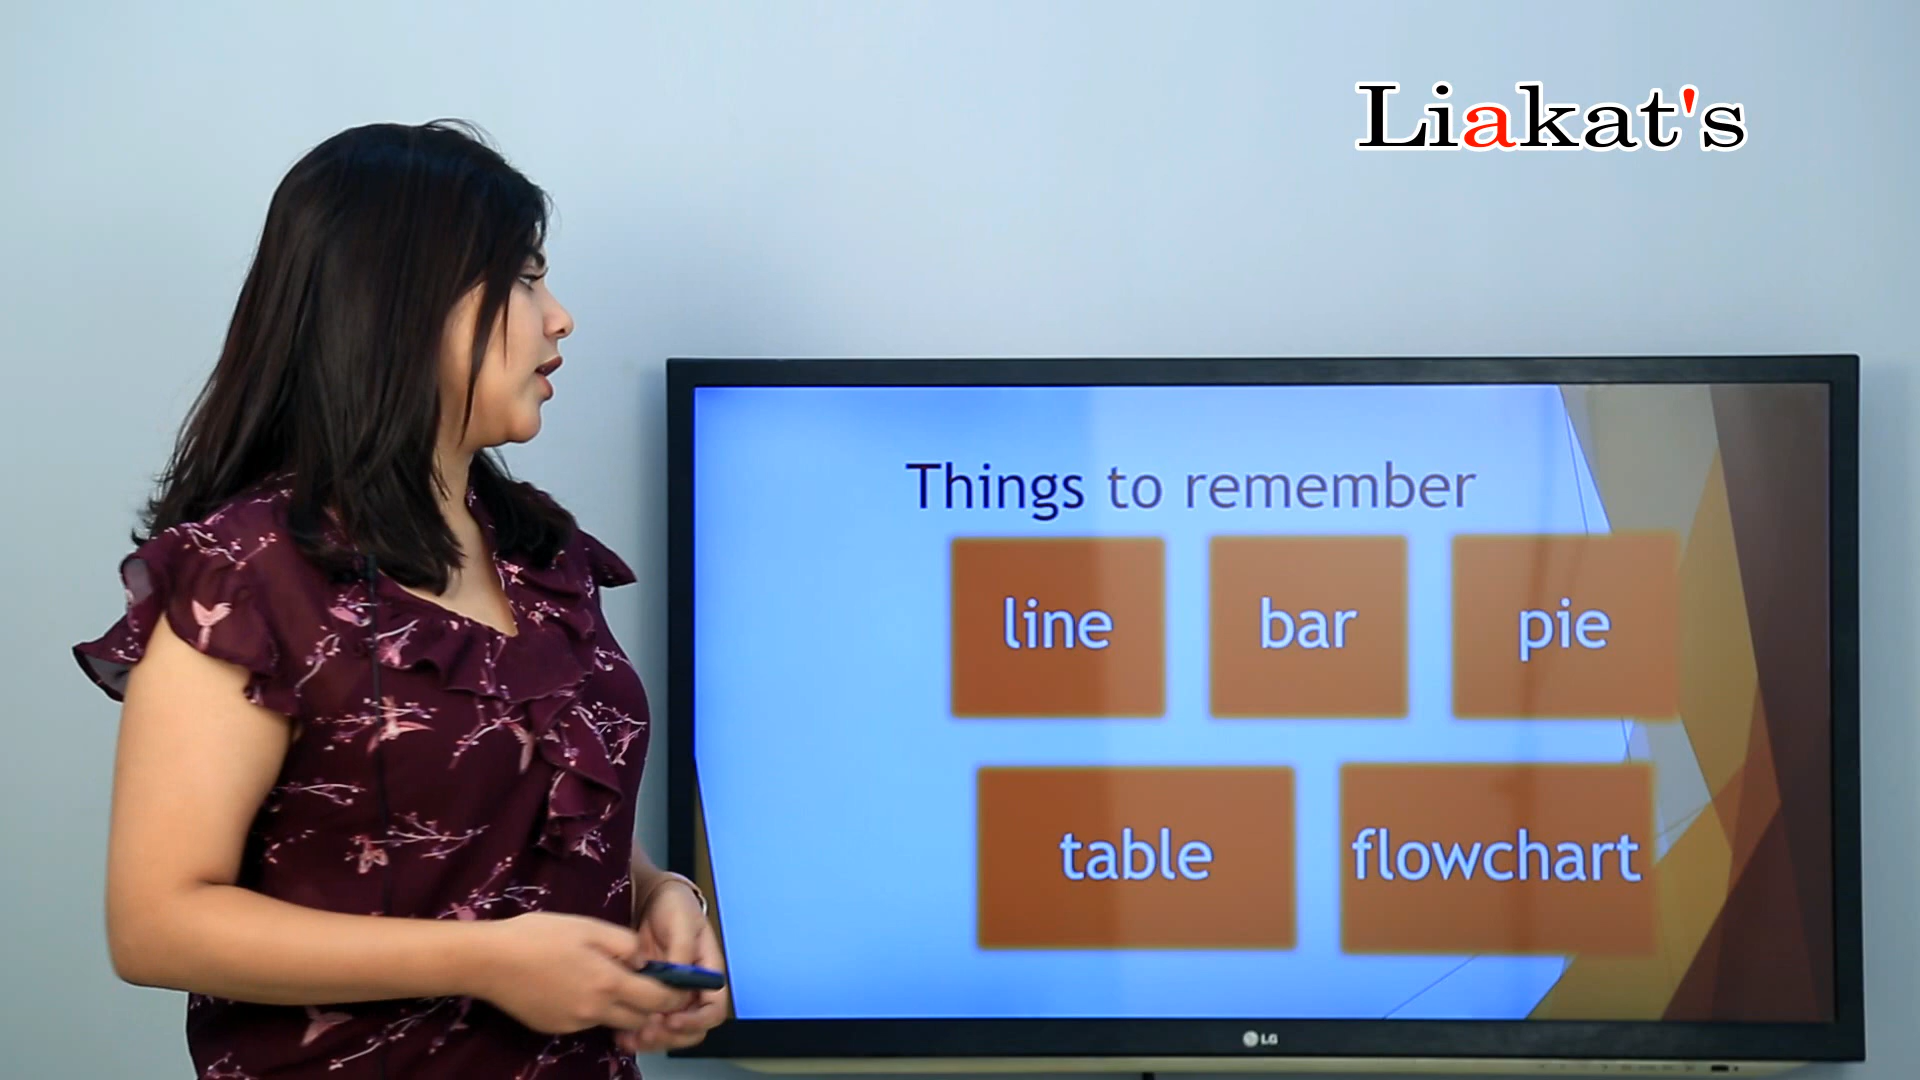 Liakat's
Things to remember
line bar pie
table flowchart
LG